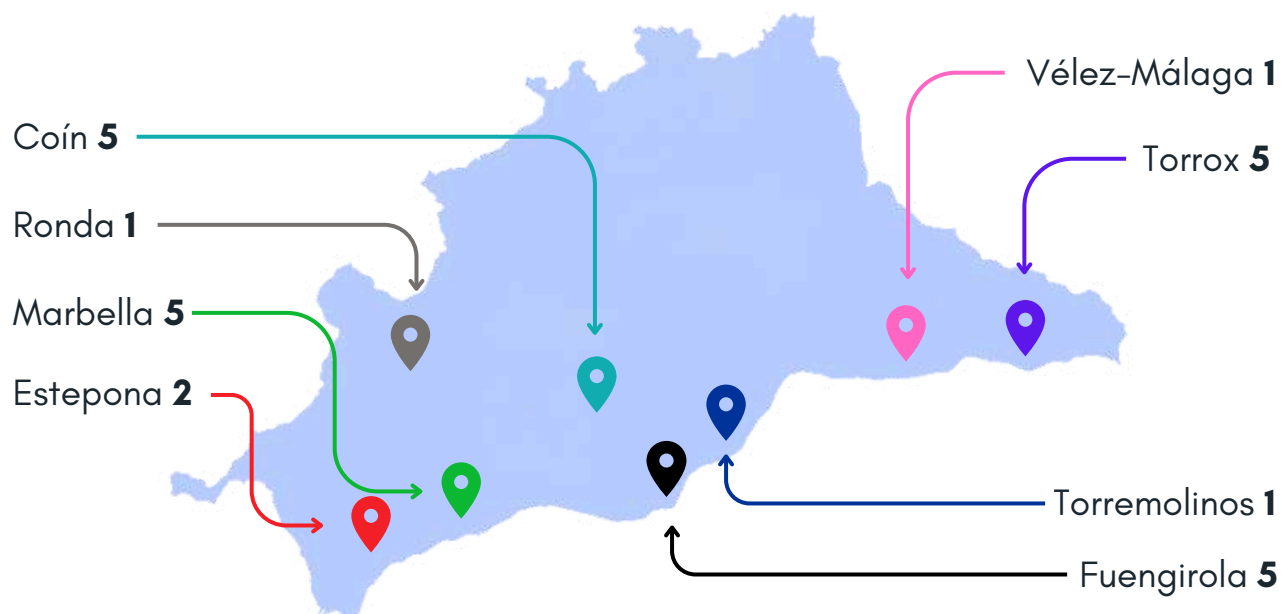 Vélez-Málaga 1
Coín 5
Torrox 5
Ronda 1
Marbella 5
Estepona 2
Torremolinos 1
Fuengirola 5